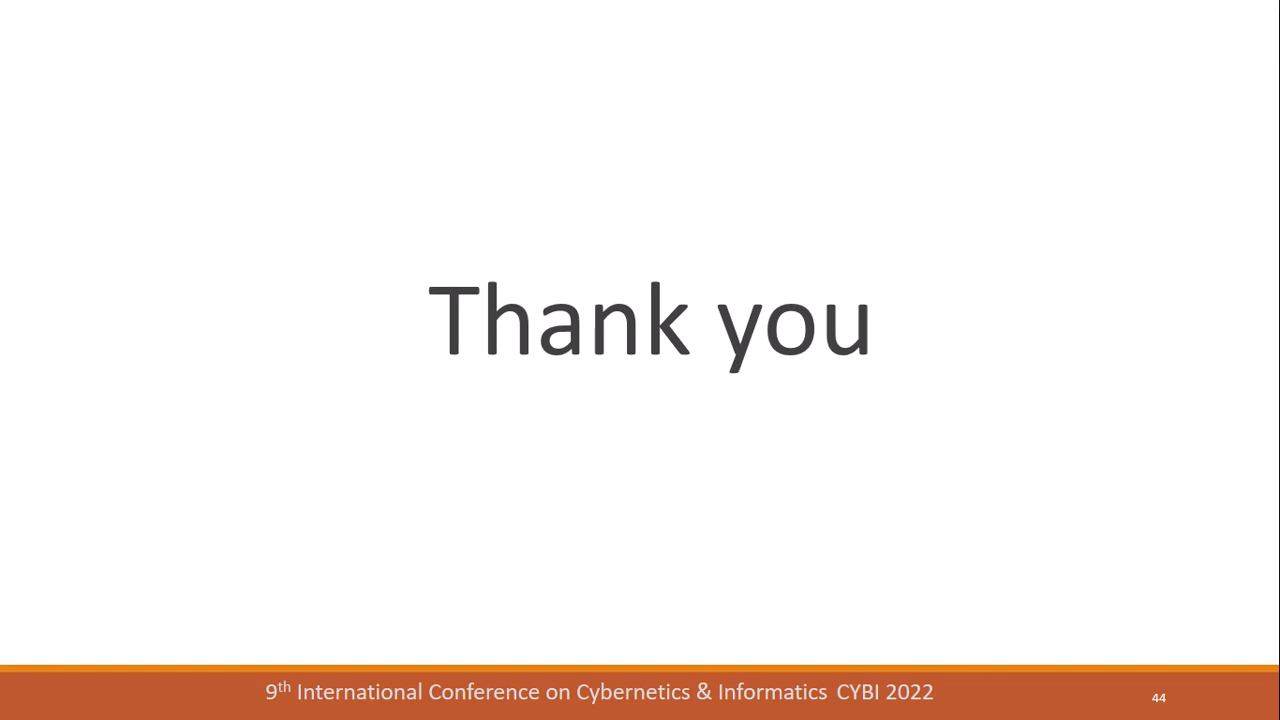 Thank you
9th International Conference on Cybernetics & Informatics CYBI 2022
44